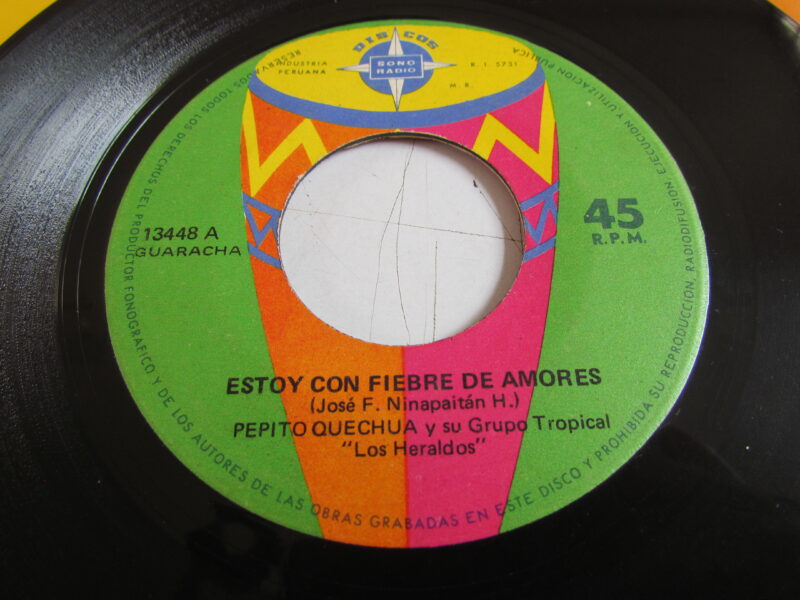 DISCOS
SONO
RADIO
INDUSTRIA
PERUANA
R. I. 5731
M. R.
45
R.P.M.
13448 A
GUARACHA
ESTOY CON FIEBRE DE AMORES
(José F. Ninapaitán H.)
PEPITO QUECHUA y su Grupo Tropical
"Los Heraldos"
RESERVADOS TODOS LOS DERECHOS DEL PRODUCTOR FONOGRAFICO Y DE LOS AUTORES DE LAS OBRAS GRABADAS EN ESTE DISCO Y PROHIBIDA SU REPRODUCCION, RADIODIFUSION, EJECUCION Y UTILIZACION PUBLICA